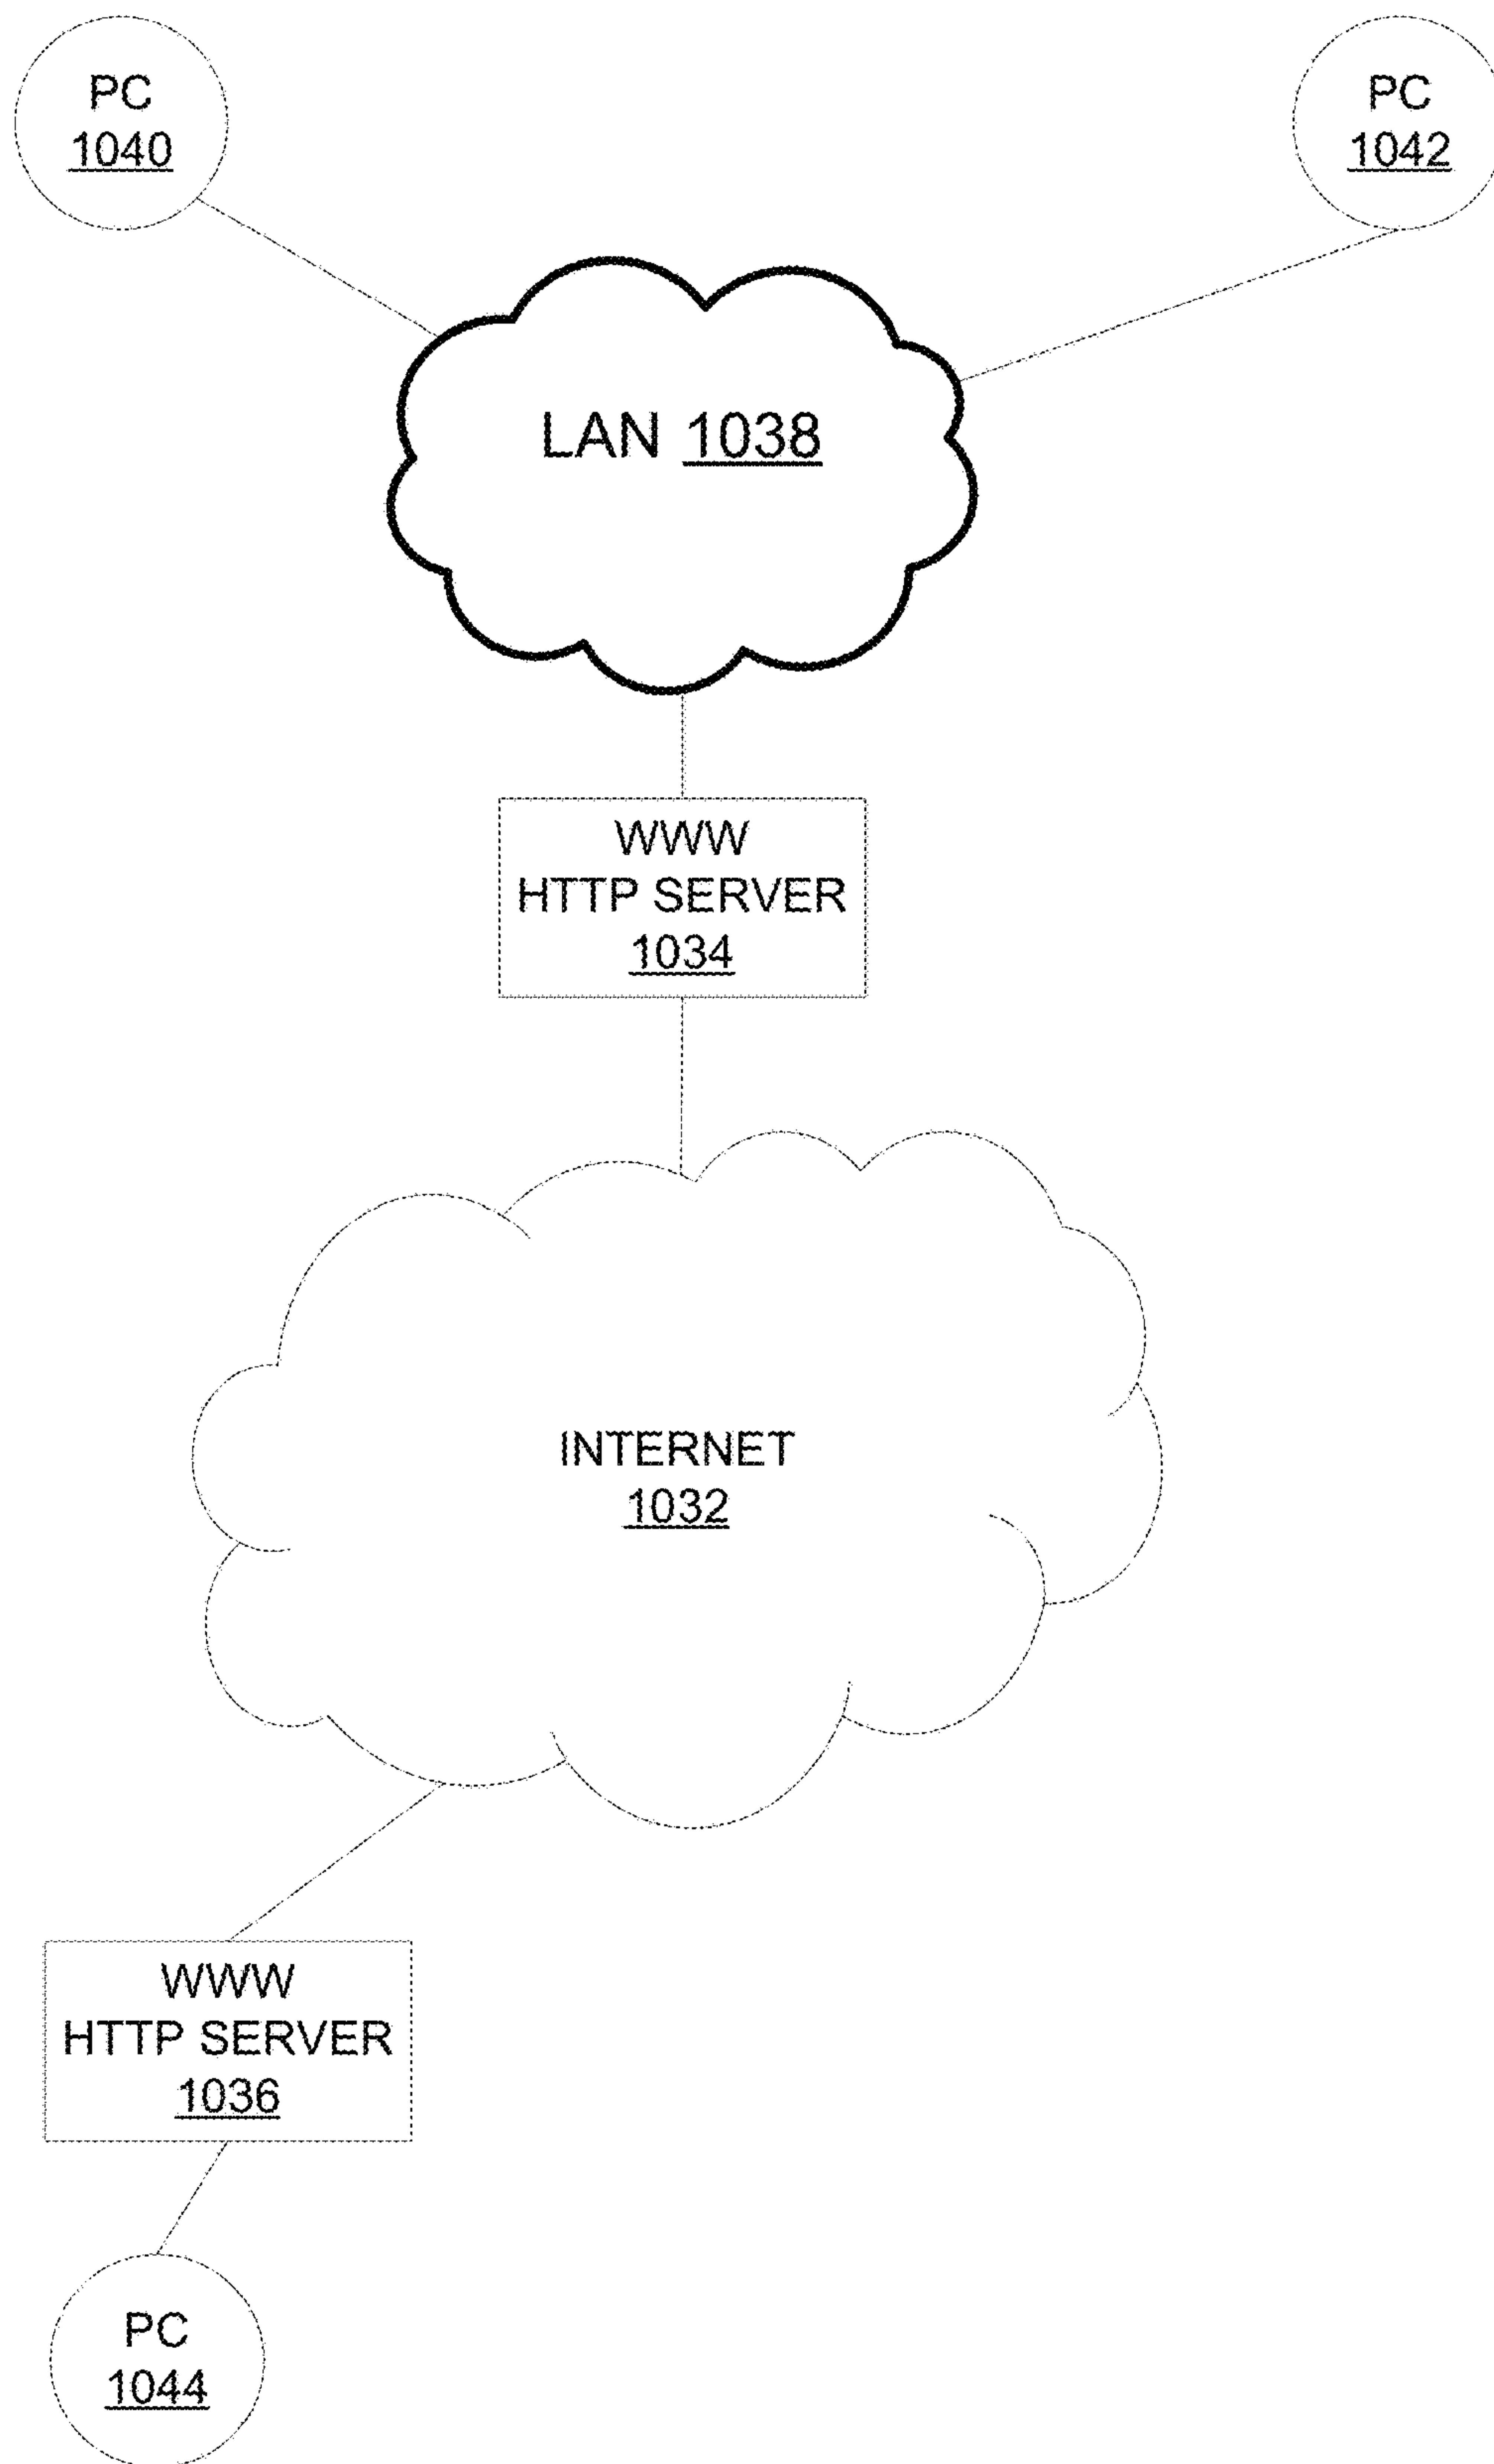 PC
1040
PC
1042
LAN 1038
WWW
HTTP SERVER
1034
INTERNET
1032
WWW
HTTP SERVER
1036
PC
1044